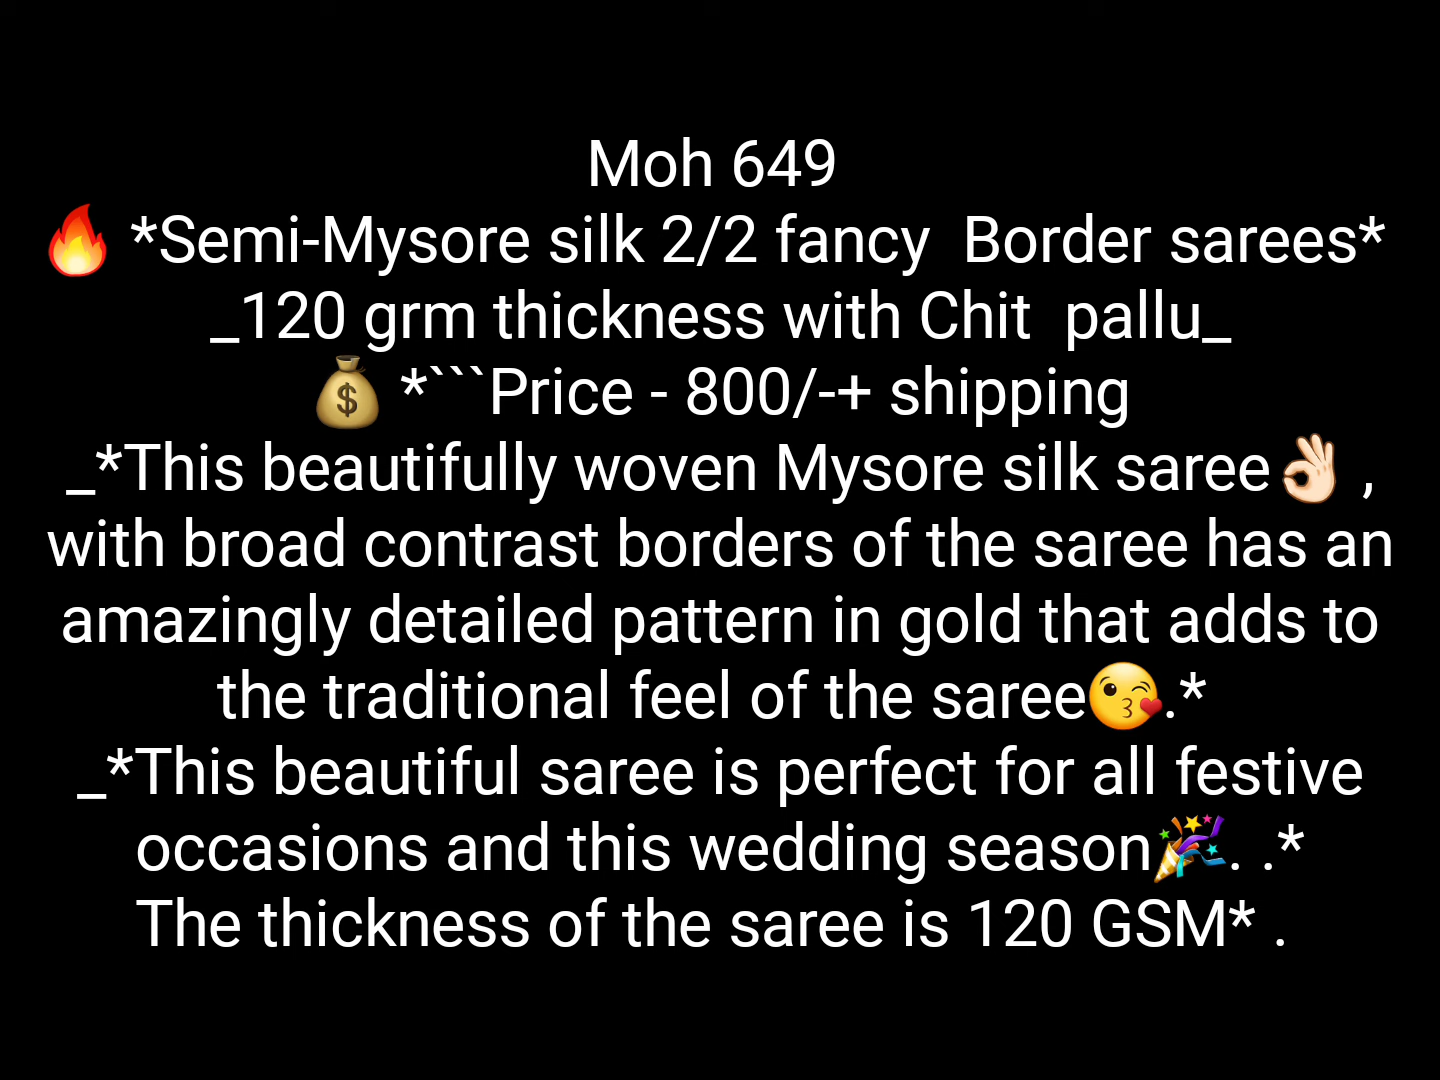 Moh 649
🔥 *Semi-Mysore silk 2/2 fancy  Border sarees*
_120 grm thickness with Chit  pallu_
💰 *```Price - 800/-+ shipping
_*This beautifully woven Mysore silk saree👌🏻 ,
with broad contrast borders of the saree has an
amazingly detailed pattern in gold that adds to
the traditional feel of the saree😘.*
_*This beautiful saree is perfect for all festive
occasions and this wedding season🎉. .*
The thickness of the saree is 120 GSM* .